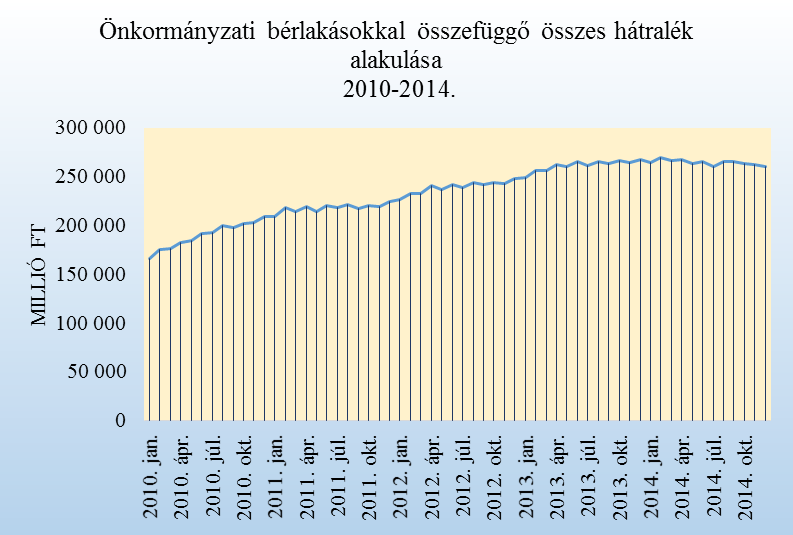 Önkormányzati bérlakásokkal összefüggő összes hátralék
alakulása
2010-2014.
300 000
250 000
200 000
150 000
100 000
50 000
0
MILLIÓ FT
2010. jan.
2010. ápr.
2010. júl.
2010. okt.
2011. jan.
2011. ápr.
2011. júl.
2011. okt.
2012. jan.
2012. ápr.
2012. júl.
2012. okt.
2013. jan.
2013. ápr.
2013. júl.
2013. okt.
2014. jan.
2014. ápr.
2014. júl.
2014. okt.